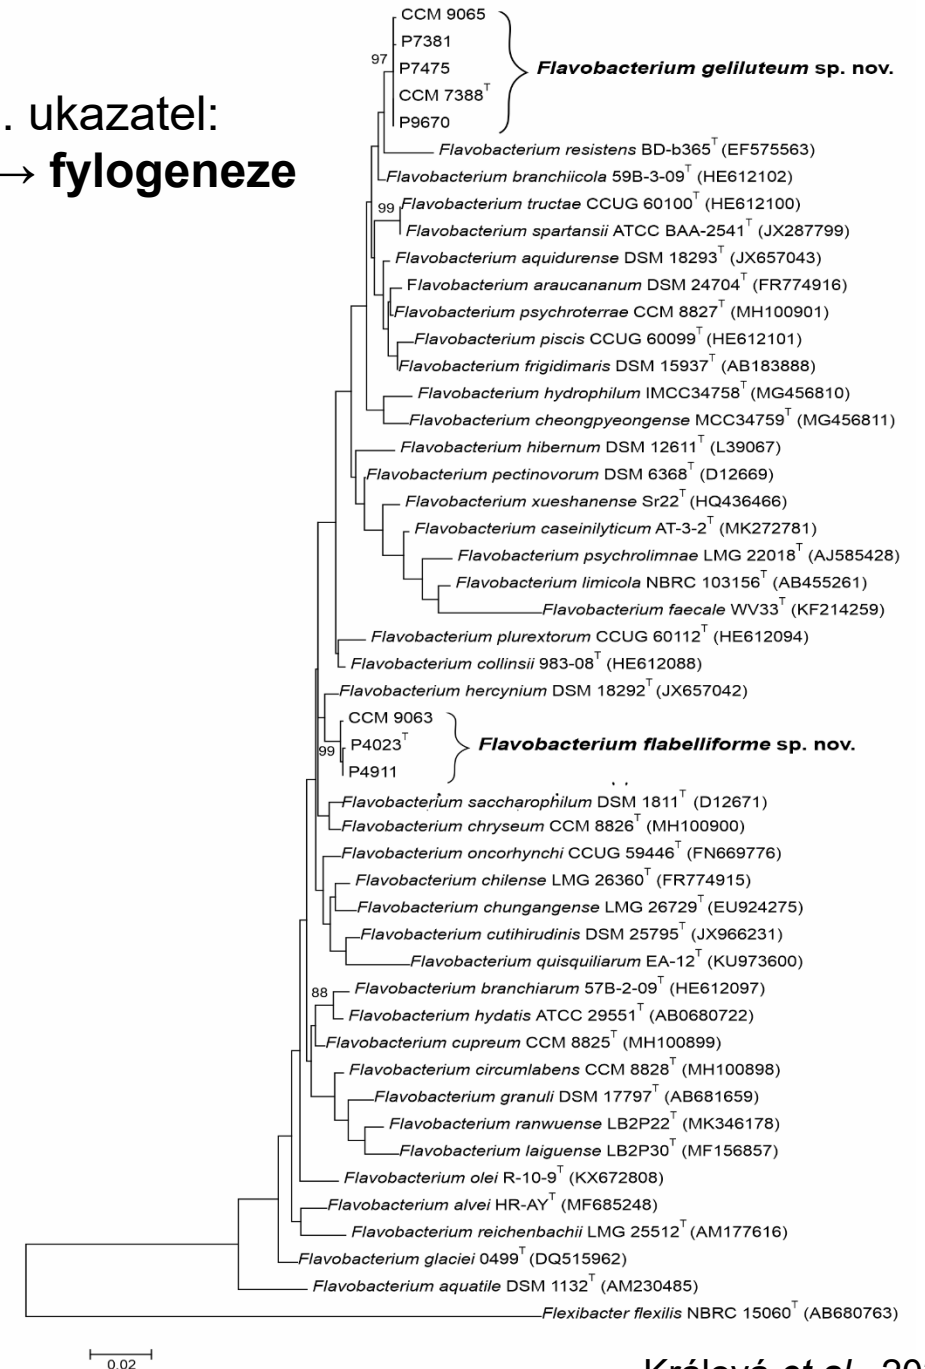 . ukazatel:
→ fylogeneze
CCM 9065
P7381
97
P7475
Flavobacterium geliluteum sp. nov.
CCM 7388T
P9670
Flavobacterium resistens BD-b365T (EF575563)
Flavobacterium branchiicola 59B-3-09T (HE612102)
99
Flavobacterium tructae CCUG 60100T (HE612100)
Flavobacterium spartansii ATCC BAA-2541T (JX287799)
Flavobacterium aquidurense DSM 18293T (JX657043)
Flavobacterium araucananum DSM 24704T (FR774916)
Flavobacterium psychroterrae CCM 8827T (MH100901)
Flavobacterium piscis CCUG 60099T (HE612101)
Flavobacterium frigidimaris DSM 15937T (AB183888)
Flavobacterium hydrophilum IMCC34758T (MG456810)
Flavobacterium cheongpyeongense MCC34759T (MG456811)
Flavobacterium hibernum DSM 12611T (L39067)
Flavobacterium pectinovorum DSM 6368T (D12669)
Flavobacterium xueshanense Sr22T (HQ436466)
Flavobacterium caseinilyticum AT-3-2T (MK272781)
Flavobacterium psychrolimnae LMG 22018T (AJ585428)
Flavobacterium limicola NBRC 103156T (AB455261)
Flavobacterium faecale WV33T (KF214259)
Flavobacterium plurextorum CCUG 60112T (HE612094)
Flavobacterium collinsii 983-08T (HE612088)
Flavobacterium hercynium DSM 18292T (JX657042)
CCM 9063
99
P4023T
Flavobacterium flabelliforme sp. nov.
P4911
Flavobacterium saccharophilum DSM 1811T (D12671)
Flavobacterium chryseum CCM 8826T (MH100900)
Flavobacterium oncorhynchi CCUG 59446T (FN669776)
Flavobacterium chilense LMG 26360T (FR774915)
Flavobacterium chungangense LMG 26729T (EU924275)
Flavobacterium cutihirudinis DSM 25795T (JX966231)
Flavobacterium quisquiliarum EA-12T (KU973600)
88
Flavobacterium branchiarum 57B-2-09T (HE612097)
Flavobacterium hydatis ATCC 29551T (AB0680722)
Flavobacterium cupreum CCM 8825T (MH100899)
Flavobacterium circumlabens CCM 8828T (MH100898)
Flavobacterium granuli DSM 17797T (AB681659)
Flavobacterium ranwuense LB2P22T (MK346178)
Flavobacterium laiguense LB2P30T (MF156857)
Flavobacterium olei R-10-9T (KX672808)
Flavobacterium alvei HR-AYT (MF685248)
Flavobacterium reichenbachii LMG 25512T (AM177616)
Flavobacterium glaciei 0499T (DQ515962)
Flavobacterium aquatile DSM 1132T (AM230485)
Flexibacter flexilis NBRC 15060T (AB680763)
0.02